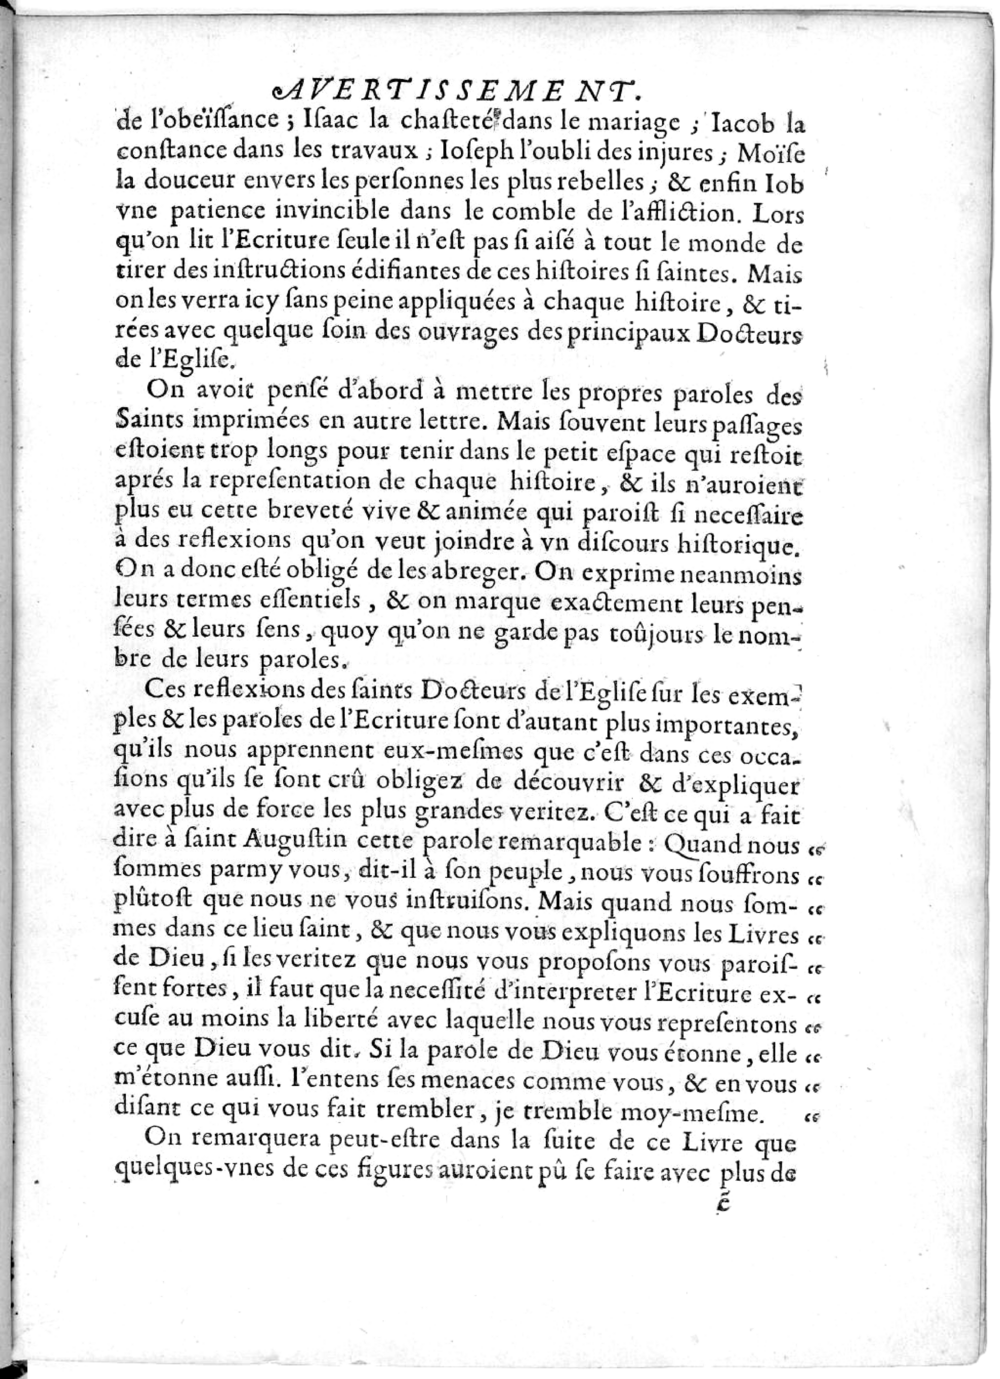 AVERTISSEMENT.
de l'obeïſſance ; Iſaac la chaſteté dans le mariage ; Iacob la
conſtance dans les travaux ; Ioſeph l'oubli des injures ; Moïſe
la douceur envers les perſonnes les plus rebelles ; & enfin Iob
vne patience invincible dans le comble de l'affliction. Lors
qu'on lit l'Ecriture ſeule il n'eſt pas ſi aiſé à tout le monde de
tirer des inſtructions édifiantes de ces hiſtoires ſi ſaintes. Mais
on les verra icy ſans peine appliquées à chaque hiſtoire, & ti-
rées avec quelque ſoin des ouvrages des principaux Docteurs
de l'Egliſe.
On avoit penſé d'abord à mettre les propres paroles des
Saints imprimées en autre lettre. Mais ſouvent leurs paſſages
eſtoient trop longs pour tenir dans le petit eſpace qui reſtoit
aprés la repreſentation de chaque hiſtoire, & ils n'auroient
plus eu cette breveté vive & animée qui paroiſt ſi neceſſaire
à des reflexions qu'on veut joindre à vn diſcours hiſtorique.
On a donc eſté obligé de les abreger. On exprime neanmoins
leurs termes eſſentiels, & on marque exactement leurs pen-
ſées & leurs ſens, quoy qu'on ne garde pas toûjours le nom-
bre de leurs paroles.
Ces reflexions des ſaints Docteurs de l'Egliſe ſur les exem-
ples & les paroles de l'Ecriture ſont d'autant plus importantes,
qu'ils nous apprennent eux-meſmes que c'eſt dans ces occa-
ſions qu'ils ſe ſont crû obligez de découvrir & d'expliquer
avec plus de force les plus grandes veritez. C'eſt ce qui a fait
dire à ſaint Auguſtin cette parole remarquable : Quand nous “
ſommes parmy vous, dit-il à ſon peuple, nous vous ſouffrons “
plûtoſt que nous ne vous inſtruiſons. Mais quand nous ſom- “
mes dans ce lieu ſaint, & que nous vous expliquons les Livres “
de Dieu, ſi les veritez que nous vous propoſons vous paroiſ- “
ſent fortes, il faut que la neceſſité d'interpreter l'Ecriture ex- “
cuſe au moins la liberté avec laquelle nous vous repreſentons “
ce que Dieu vous dit. Si la parole de Dieu vous étonne, elle “
m'étonne auſſi. I'entens ſes menaces comme vous, & en vous “
diſant ce qui vous fait trembler, je tremble moy-meſme. “
On remarquera peut-eſtre dans la ſuite de ce Livre que
quelques-vnes de ces figures auroient pû ſe faire avec plus de
ẽ